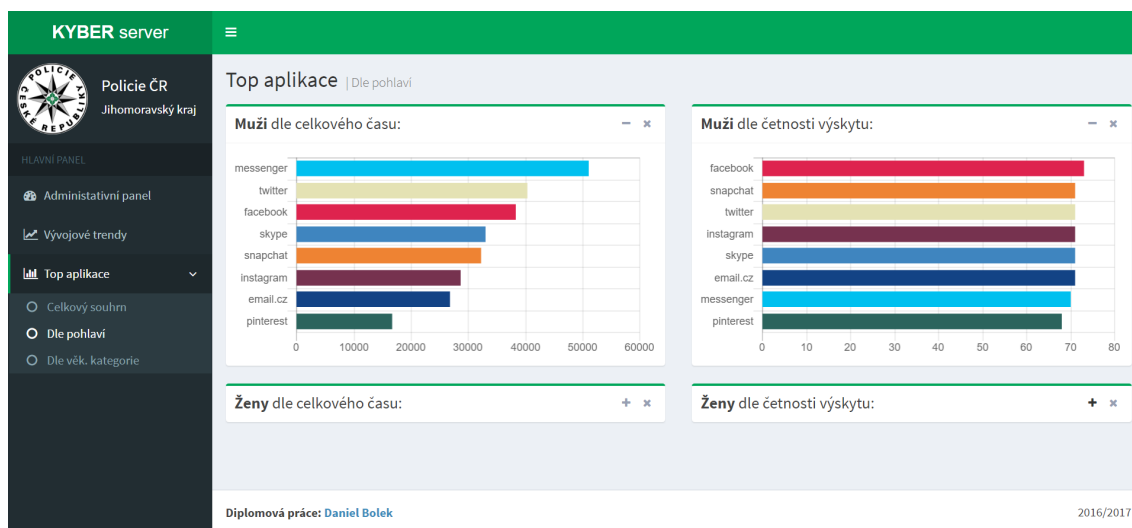 KYBER server
POLICIE ČESKÉ REPUBLIKY
Policie ČR
Jihomoravský kraj
HLAVNÍ PANEL
Administativní panel
Vývojové trendy
Top aplikace
Celkový souhrn
Dle pohlaví
Dle věk. kategorie
Top aplikace | Dle pohlaví
Muži dle celkového času:
messenger
twitter
facebook
skype
snapchat
instagram
email.cz
pinterest
0 10000 20000 30000 40000 50000 60000
Muži dle četnosti výskytu:
facebook
snapchat
twitter
instagram
skype
email.cz
messenger
pinterest
0 10 20 30 40 50 60 70 80
Ženy dle celkového času:
Ženy dle četnosti výskytu:
Diplomová práce: Daniel Bolek
2016/2017